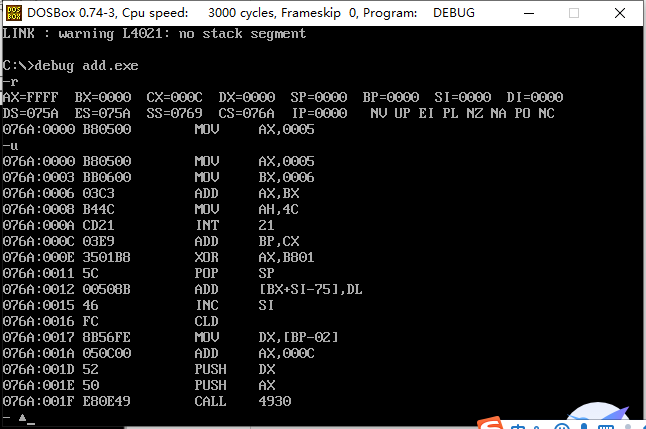 DOSBox 0.74-3, Cpu speed: 3000 cycles, Frameskip 0, Program: DEBUG
LINK : warning L4021: no stack segment
C:\>debug add.exe
-r
AX=FFFF BX=0000 CX=000C DX=0000 SP=0000 BP=0000 SI=0000 DI=0000
DS=075A ES=075A SS=0769 CS=076A IP=0000 NV UP EI PL NZ NA PO NC
076A:0000 B80500 MOV AX,0005
-u
076A:0000 B80500 MOV AX,0005
076A:0003 BB0600 MOV BX,0006
076A:0006 03C3 ADD AX,BX
076A:0008 B44C MOV AH,4C
076A:000A CD21 INT 21
076A:000C 03E9 ADD BP,CX
076A:000E 3501B8 XOR AX,B801
076A:0011 5C POP SP
076A:0012 00508B ADD [BX+SI-75],DL
076A:0015 46 INC SI
076A:0016 FC CLD
076A:0017 8B56FE MOV DX,[BP-02]
076A:001A 050C00 ADD AX,000C
076A:001D 52 PUSH DX
076A:001E 50 PUSH AX
076A:001F E80E49 CALL 4930
- ▲_